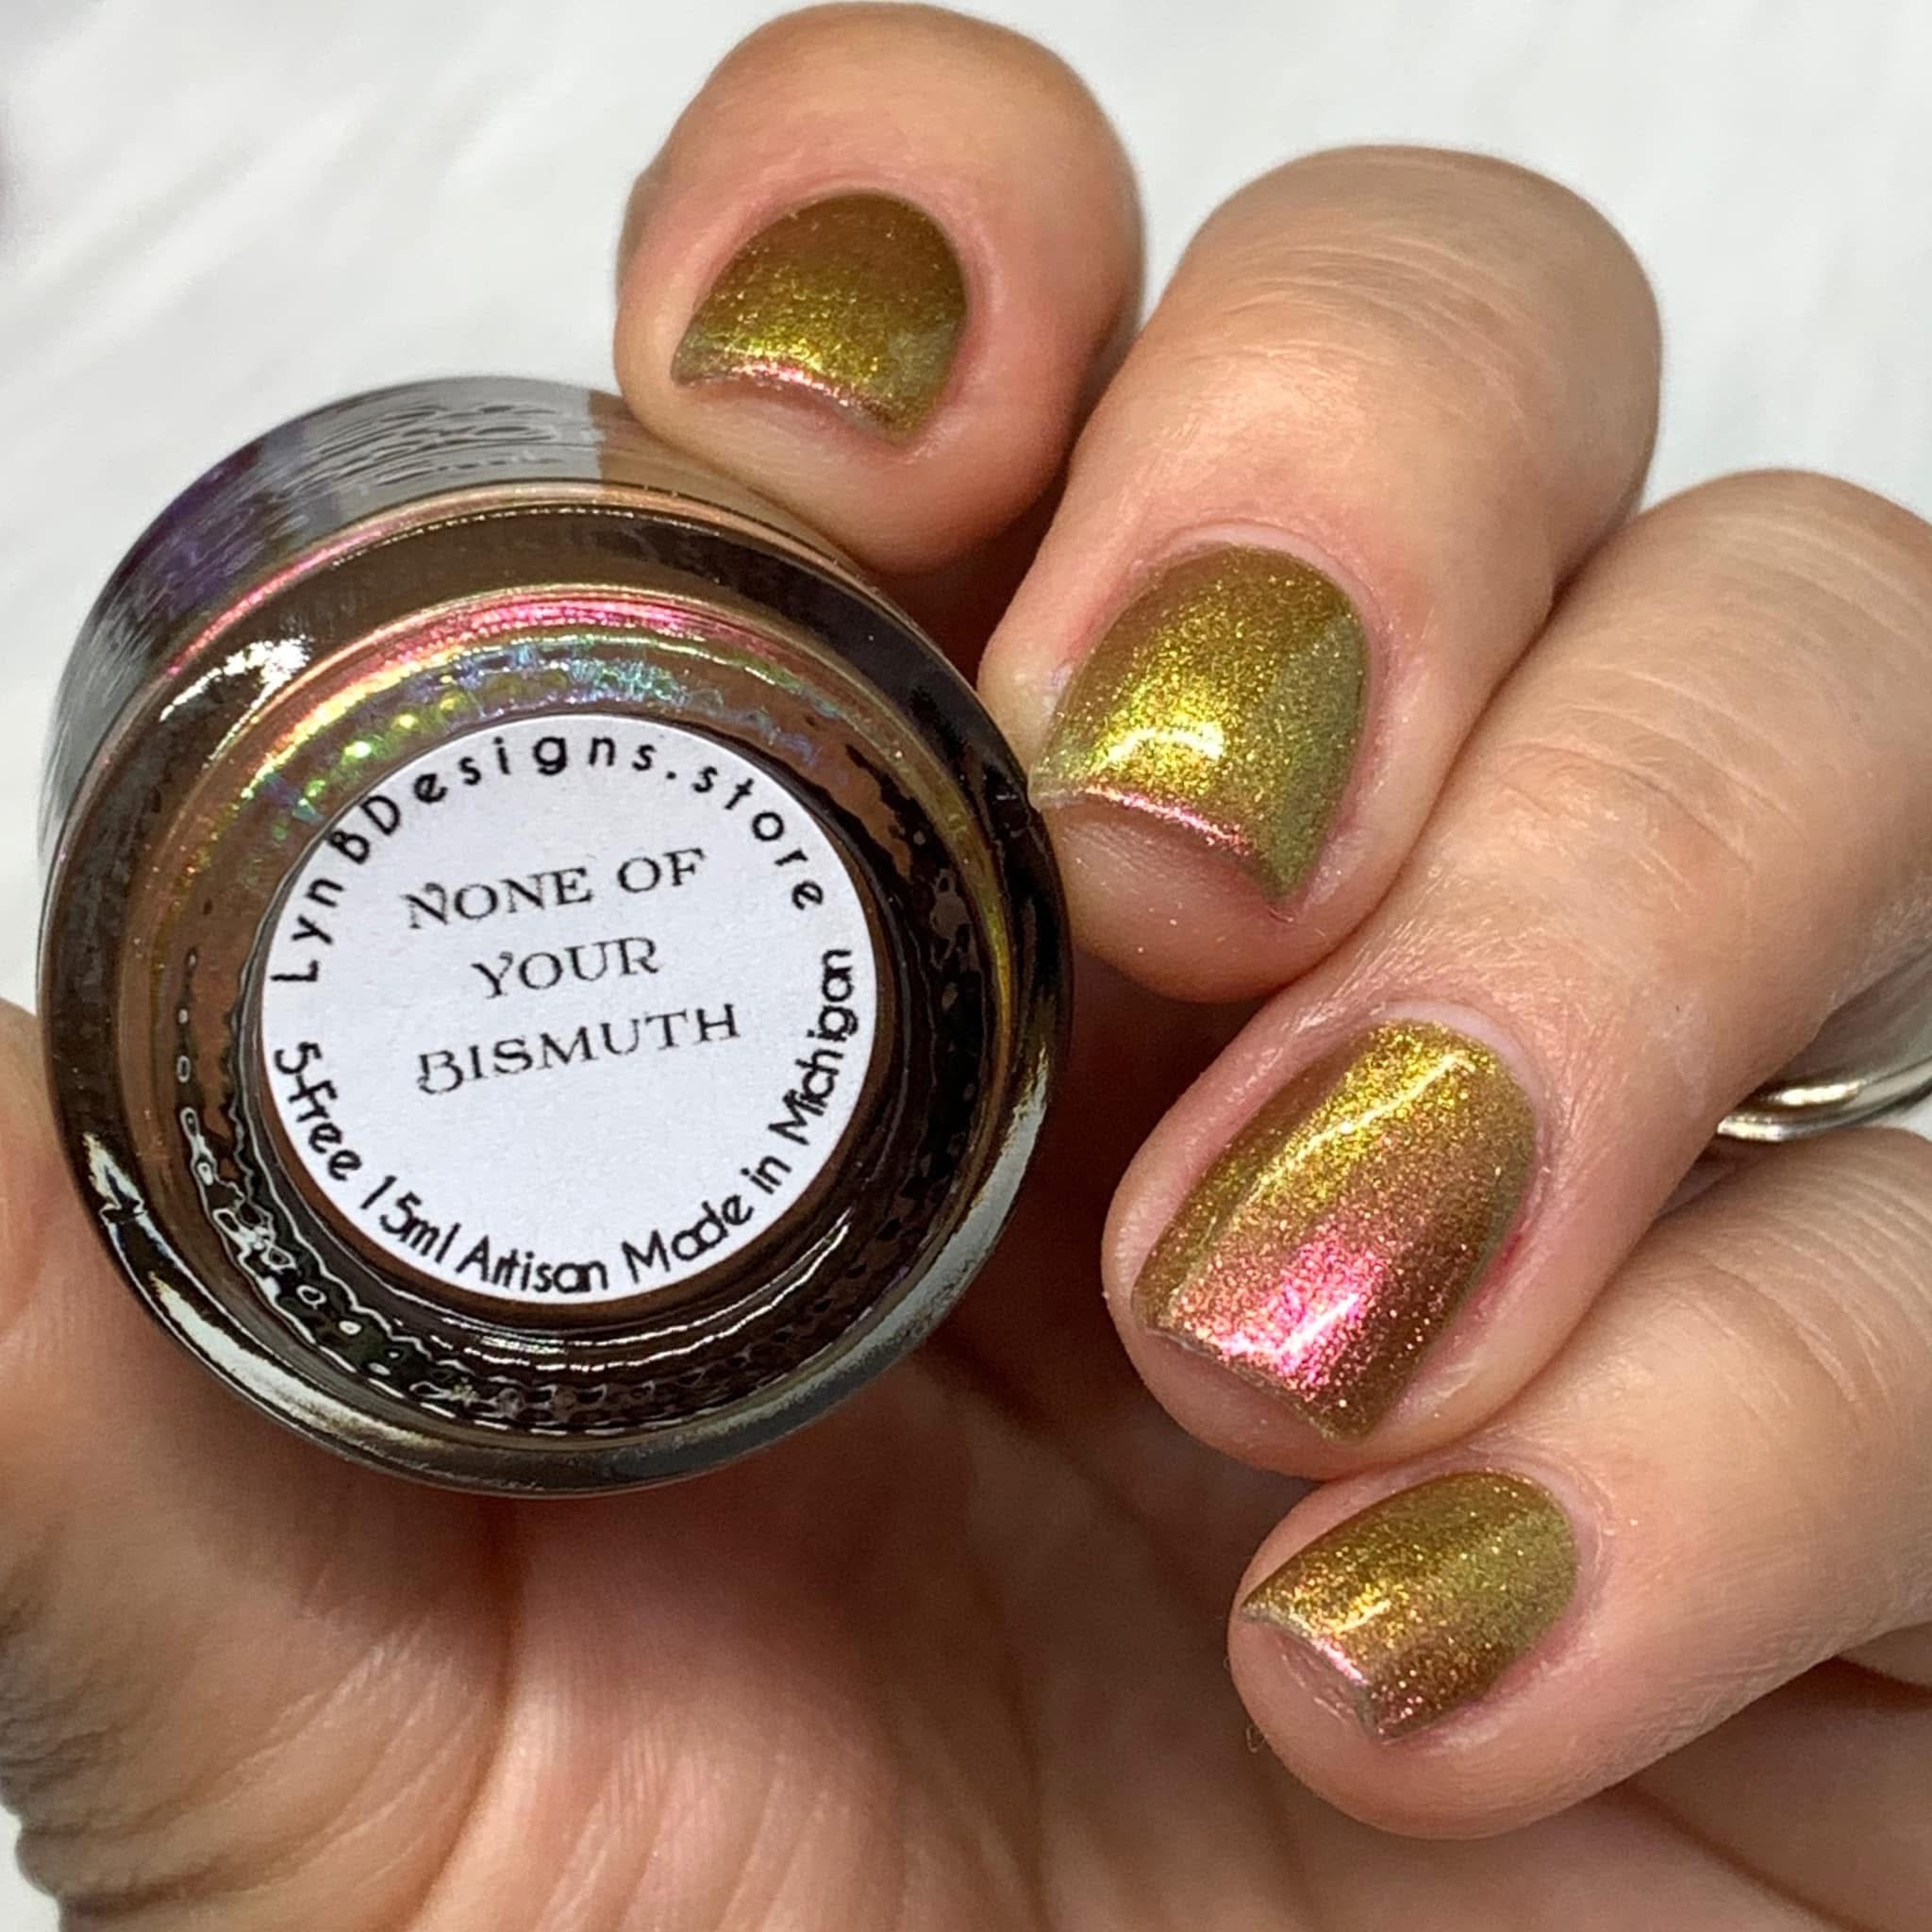 LynBDesigns.store
NONE OF
YOUR
BISMUTH
5-Free 15ml Artisan Made in Michigan